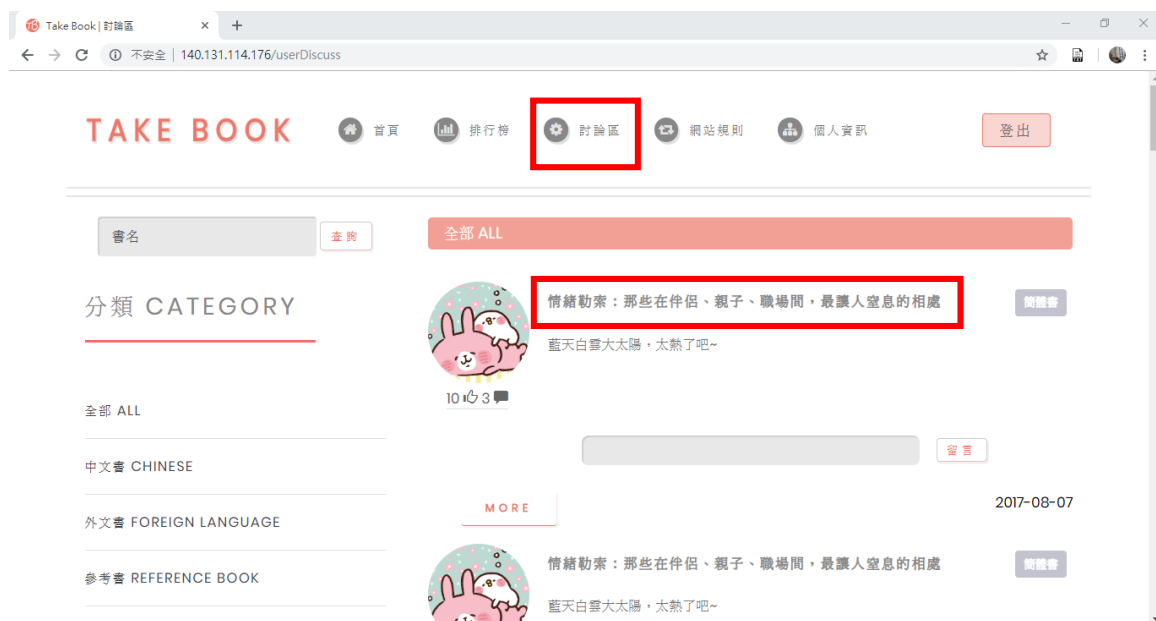 Take Book | 討論區
不安全 | 140.131.114.176/userDiscuss
TAKE BOOK 首頁 排行榜 討論區 網站規則 個人資訊 登出
書名 查詢
全部 ALL
分類 CATEGORY
情緒勒索：那些在伴侶、親子、職場間，最讓人窒息的相處 簡體書
藍天白雲大太陽，太熱了吧~
10 3
全部 ALL
留言
中文書 CHINESE
MORE 2017-08-07
外文書 FOREIGN LANGUAGE
情緒勒索：那些在伴侶、親子、職場間，最讓人窒息的相處 簡體書
參考書 REFERENCE BOOK
藍天白雲大太陽，太熱了吧~